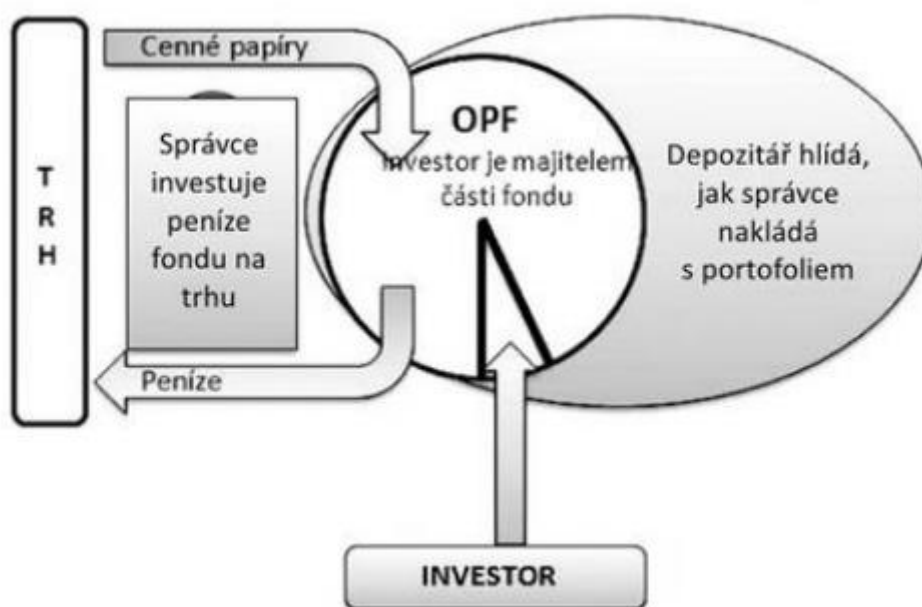 Cenné papíry
T
R
H
Správce
investuje
peníze
fondu na
trhu
OPF
investor je majitelem
části fondu
Depozitář hlídá,
jak správce
nakládá
s portofoliem
Peníze
INVESTOR